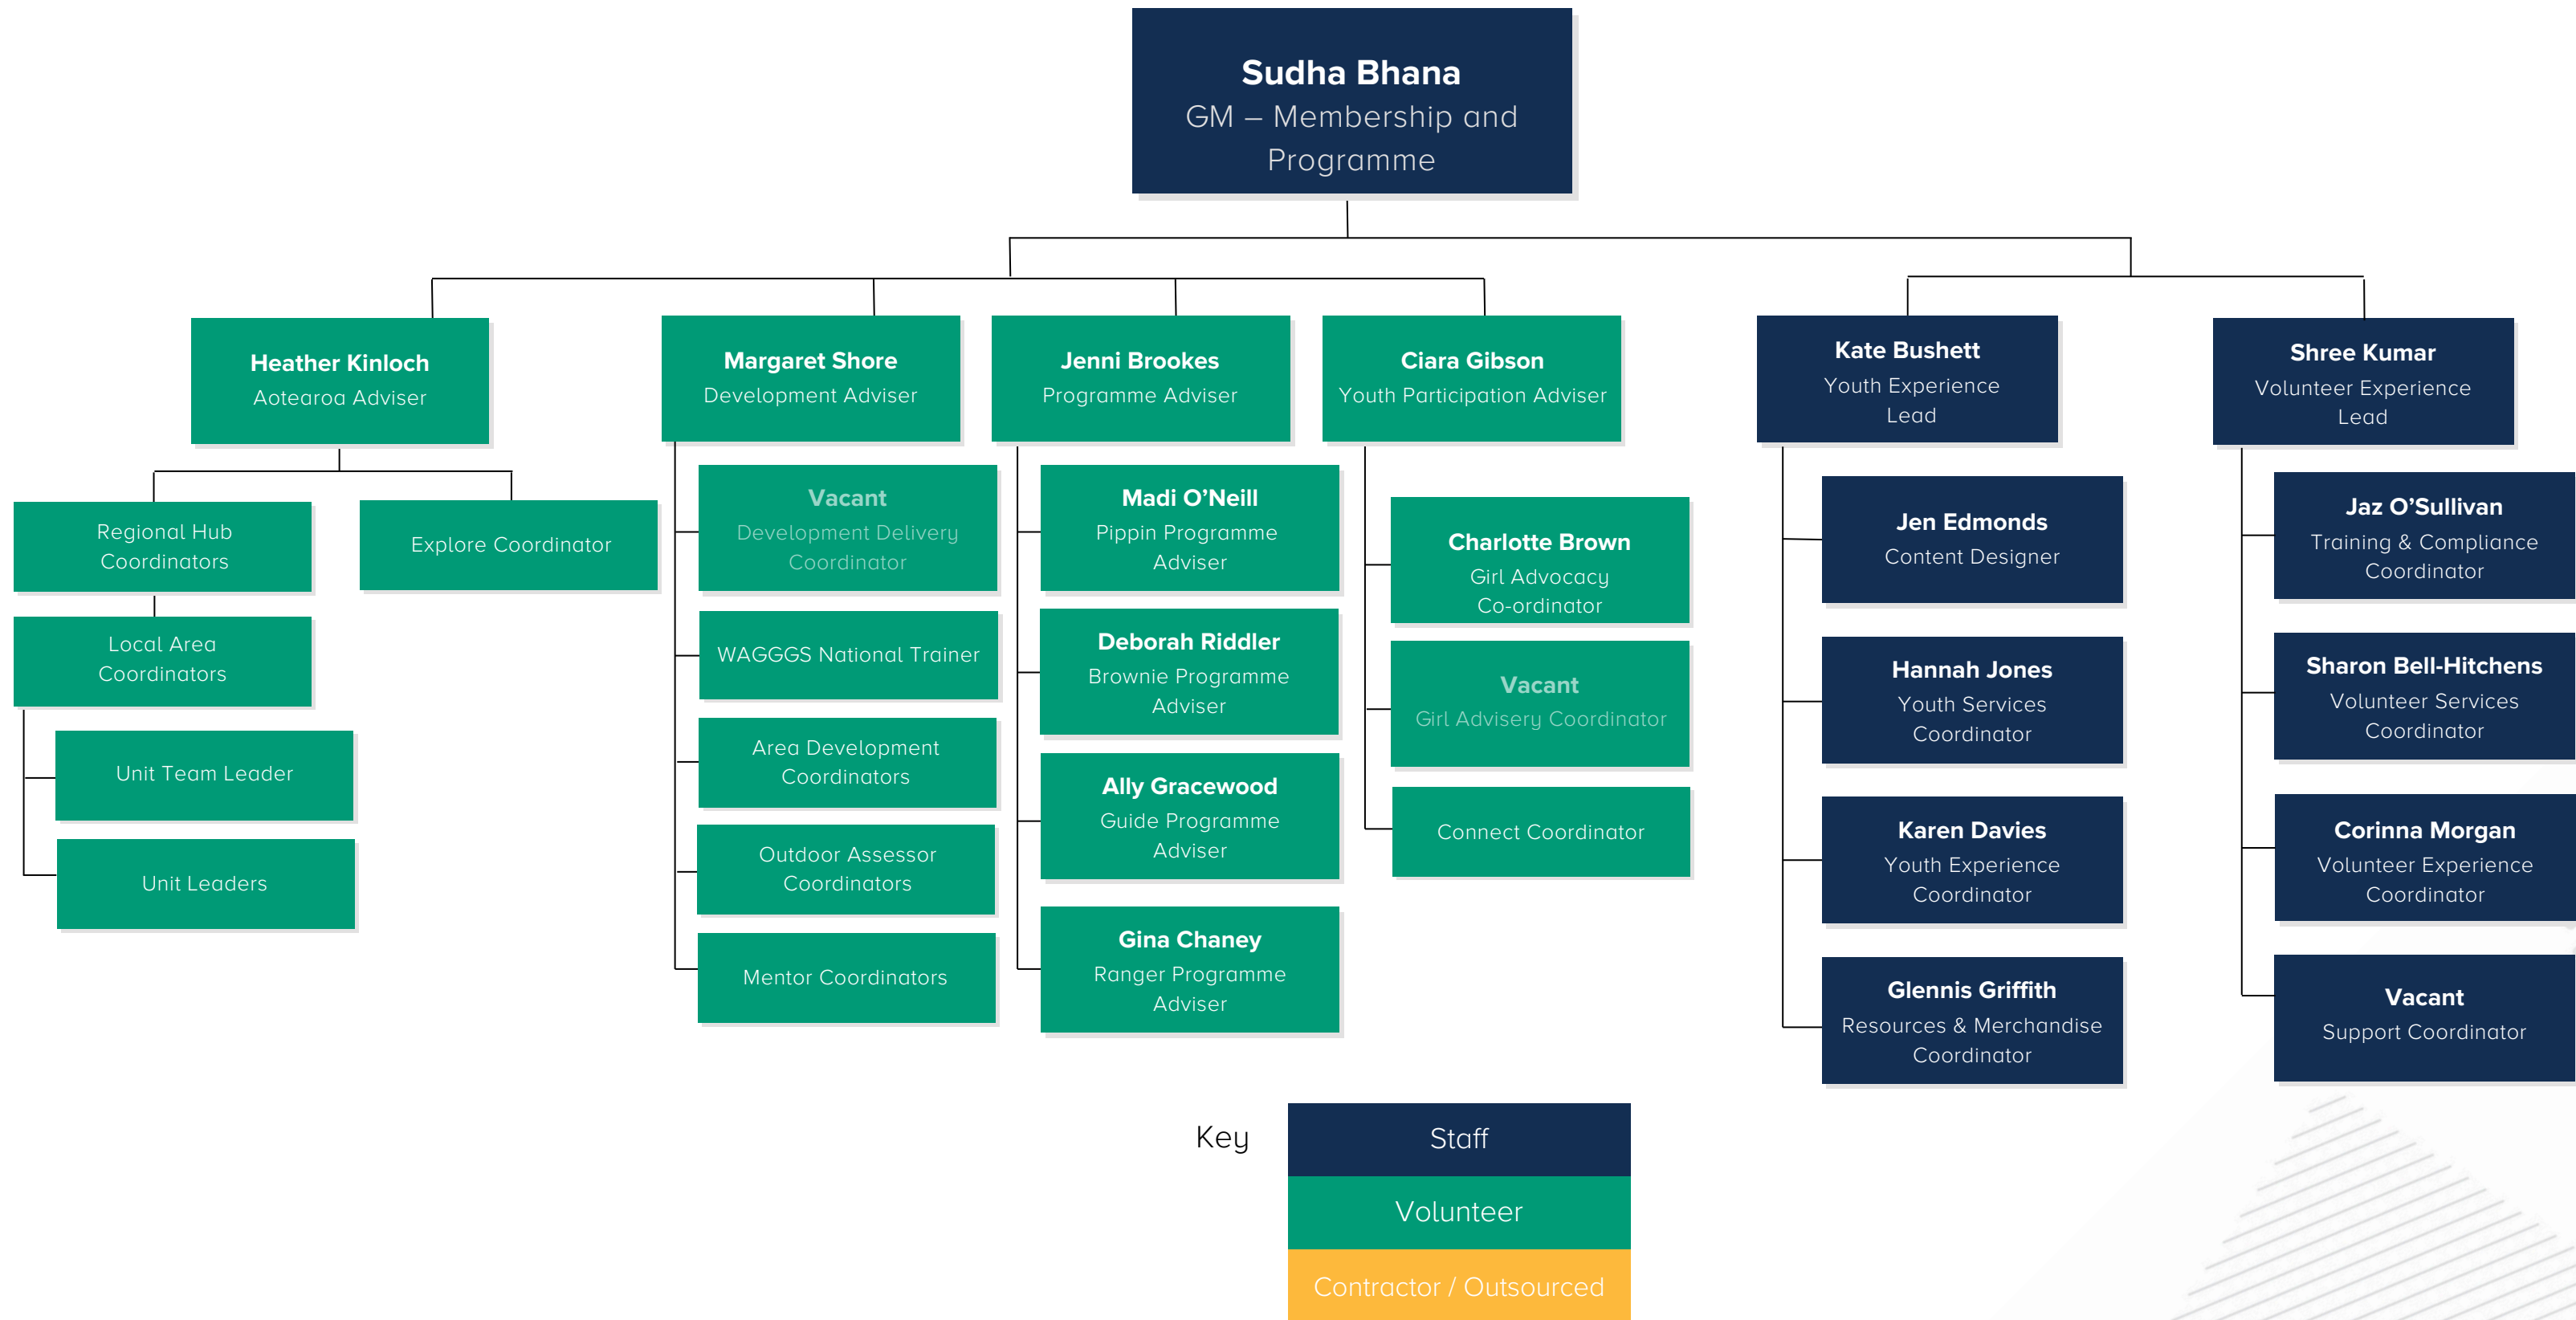 Sudha Bhana
GM – Membership and
Programme
Heather Kinloch
Aotearoa Adviser
Regional Hub
Coordinators
Explore Coordinator
Local Area
Coordinators
Unit Team Leader
Unit Leaders
Margaret Shore
Development Adviser
Vacant
Development Delivery
Coordinator
WAGGGS National Trainer
Area Development
Coordinators
Outdoor Assessor
Coordinators
Mentor Coordinators
Jenni Brookes
Programme Adviser
Madi O’Neill
Pippin Programme
Adviser
Deborah Riddler
Brownie Programme
Adviser
Ally Gracewood
Guide Programme
Adviser
Gina Chaney
Ranger Programme
Adviser
Ciara Gibson
Youth Participation Adviser
Charlotte Brown
Girl Advocacy
Co-ordinator
Vacant
Girl Advisery Coordinator
Connect Coordinator
Kate Bushett
Youth Experience
Lead
Jen Edmonds
Content Designer
Hannah Jones
Youth Services
Coordinator
Karen Davies
Youth Experience
Coordinator
Glennis Griffith
Resources & Merchandise
Coordinator
Shree Kumar
Volunteer Experience
Lead
Jaz O’Sullivan
Training & Compliance
Coordinator
Sharon Bell-Hitchens
Volunteer Services
Coordinator
Corinna Morgan
Volunteer Experience
Coordinator
Vacant
Support Coordinator
Key
Staff
Volunteer
Contractor / Outsourced